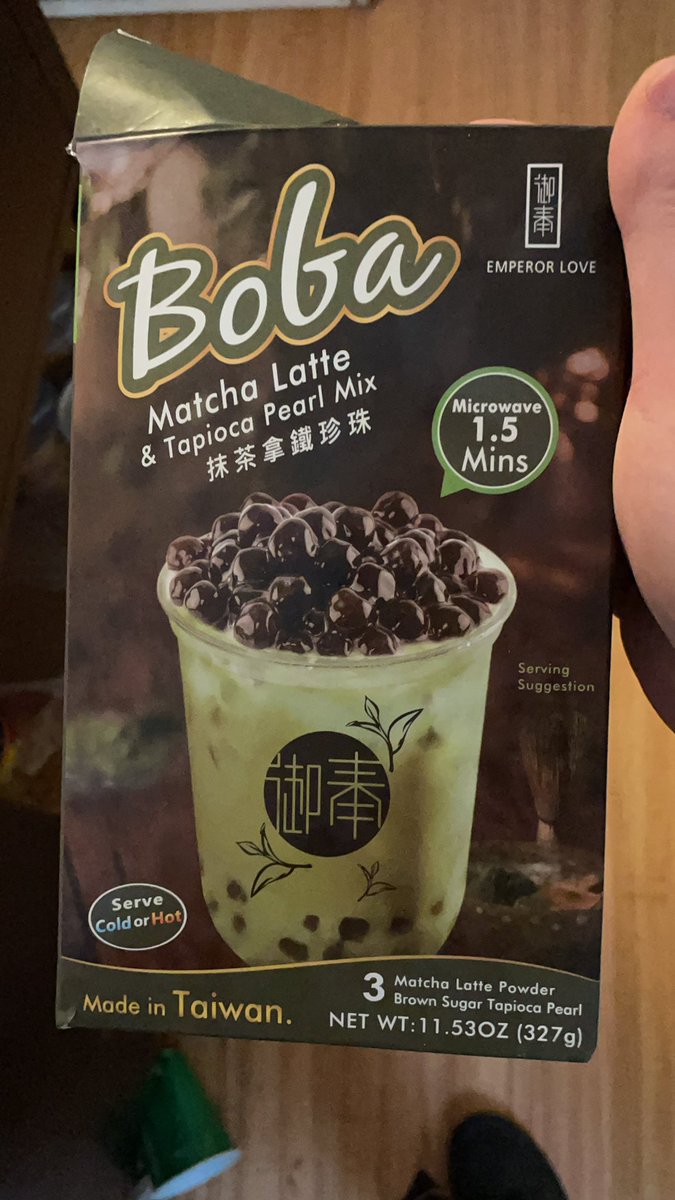 御奉
EMPEROR LOVE
Boba
Matcha Latte
& Tapioca Pearl Mix
抹茶拿鐵珍珠
Microwave
1.5
Mins
Serving
Suggestion
御奉
Serve
Cold or Hot
Made in Taiwan.
3 Matcha Latte Powder
Brown Sugar Tapioca Pearl
NET WT:11.53OZ (327g)